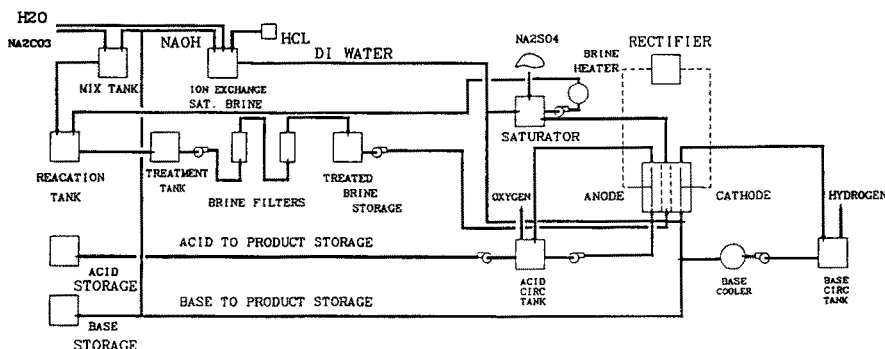 H2O
NA2CO3
NAOH
HCL
DI WATER
MIX TANK
ION EXCHANGE
SAT. BRINE
NA2SO4
BRINE
HEATER
RECTIFIER
SATURATOR
REACATION
TANK
TREATMENT
TANK
BRINE FILTERS
TREATED
BRINE
STORAGE
OXYGEN
ANODE
CATHODE
HYDROGEN
ACID TO PRODUCT STORAGE
ACID
STORAGE
ACID
CIRC
TANK
BASE
COOLER
BASE
CIRC
TANK
BASE TO PRODUCT STORAGE
BASE
STORAGE